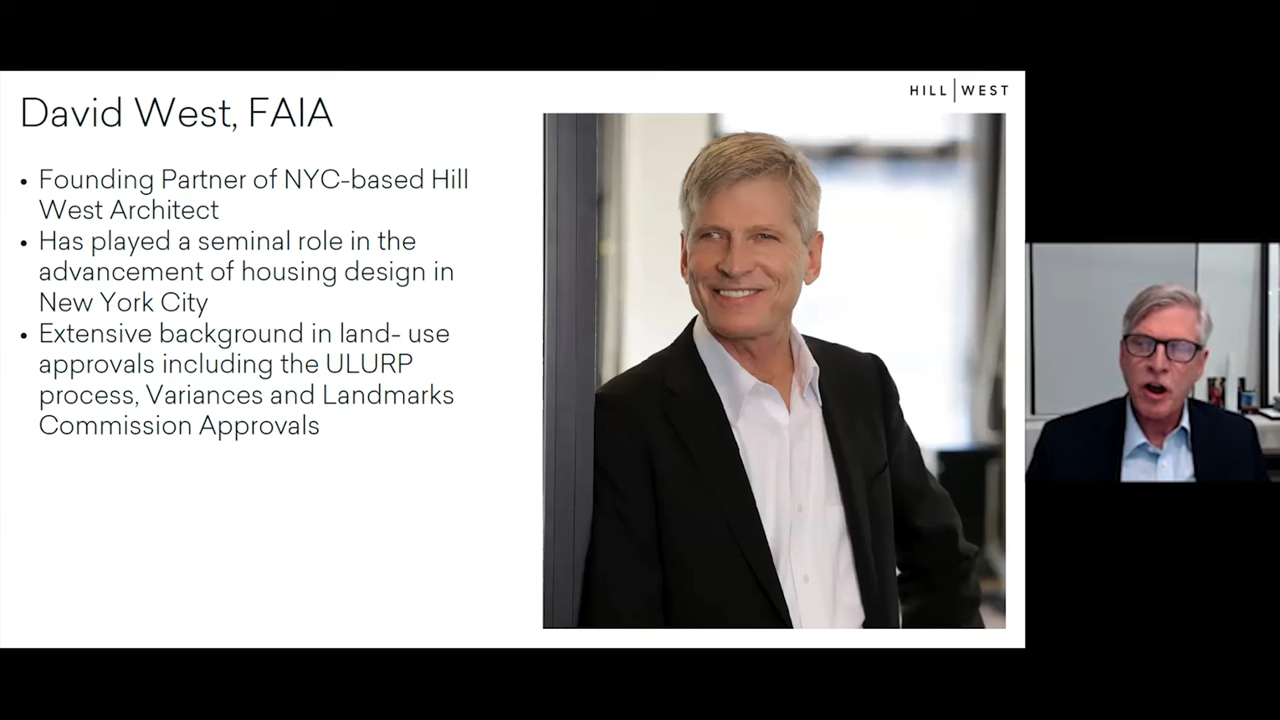 HILL|WEST
David West, FAIA
• Founding Partner of NYC-based Hill
West Architect
• Has played a seminal role in the
advancement of housing design in
New York City
• Extensive background in land- use
approvals including the ULURP
process, Variances and Landmarks
Commission Approvals